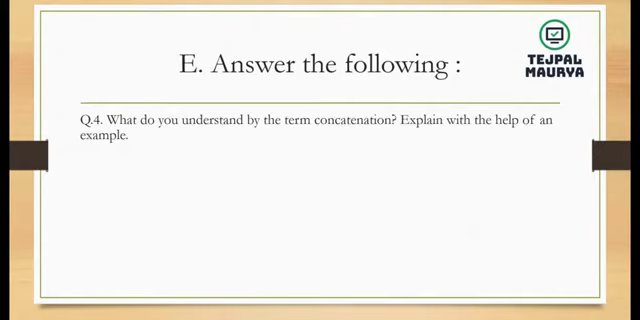 E. Answer the following :
TEJPAL
MAURYA
Q.4. What do you understand by the term concatenation? Explain with the help of an
example.